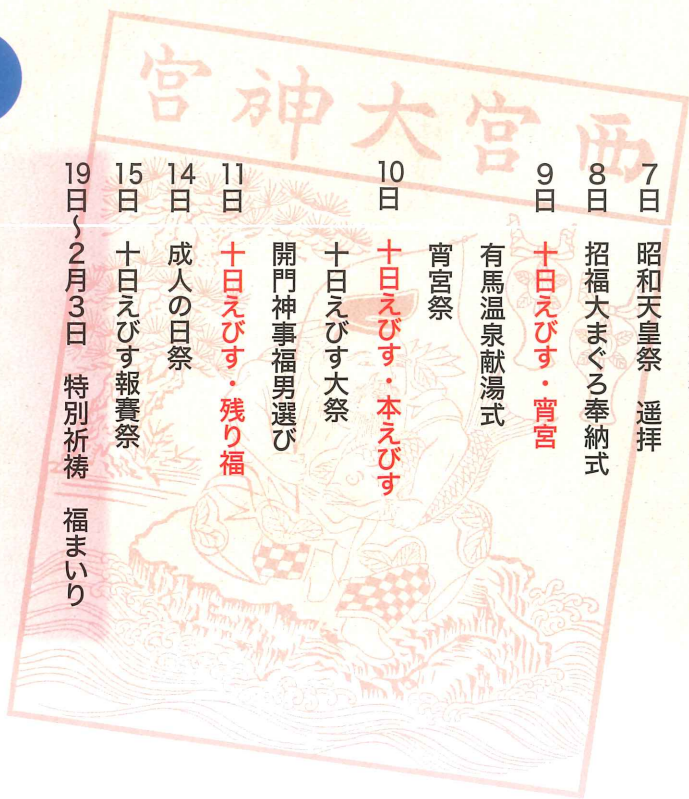 西宮大神宮
7日 昭和天皇祭 遥拝
8日 招福大まぐろ奉納式
9日 十日えびす・宵宮
有馬温泉献湯式
宵宮祭
10日 十日えびす・本えびす
十日えびす大祭
開門神事福男選び
11日 十日えびす・残り福
14日 成人の日祭
15日 十日えびす報賽祭
19日~2月3日 特別祈祷 福まいり